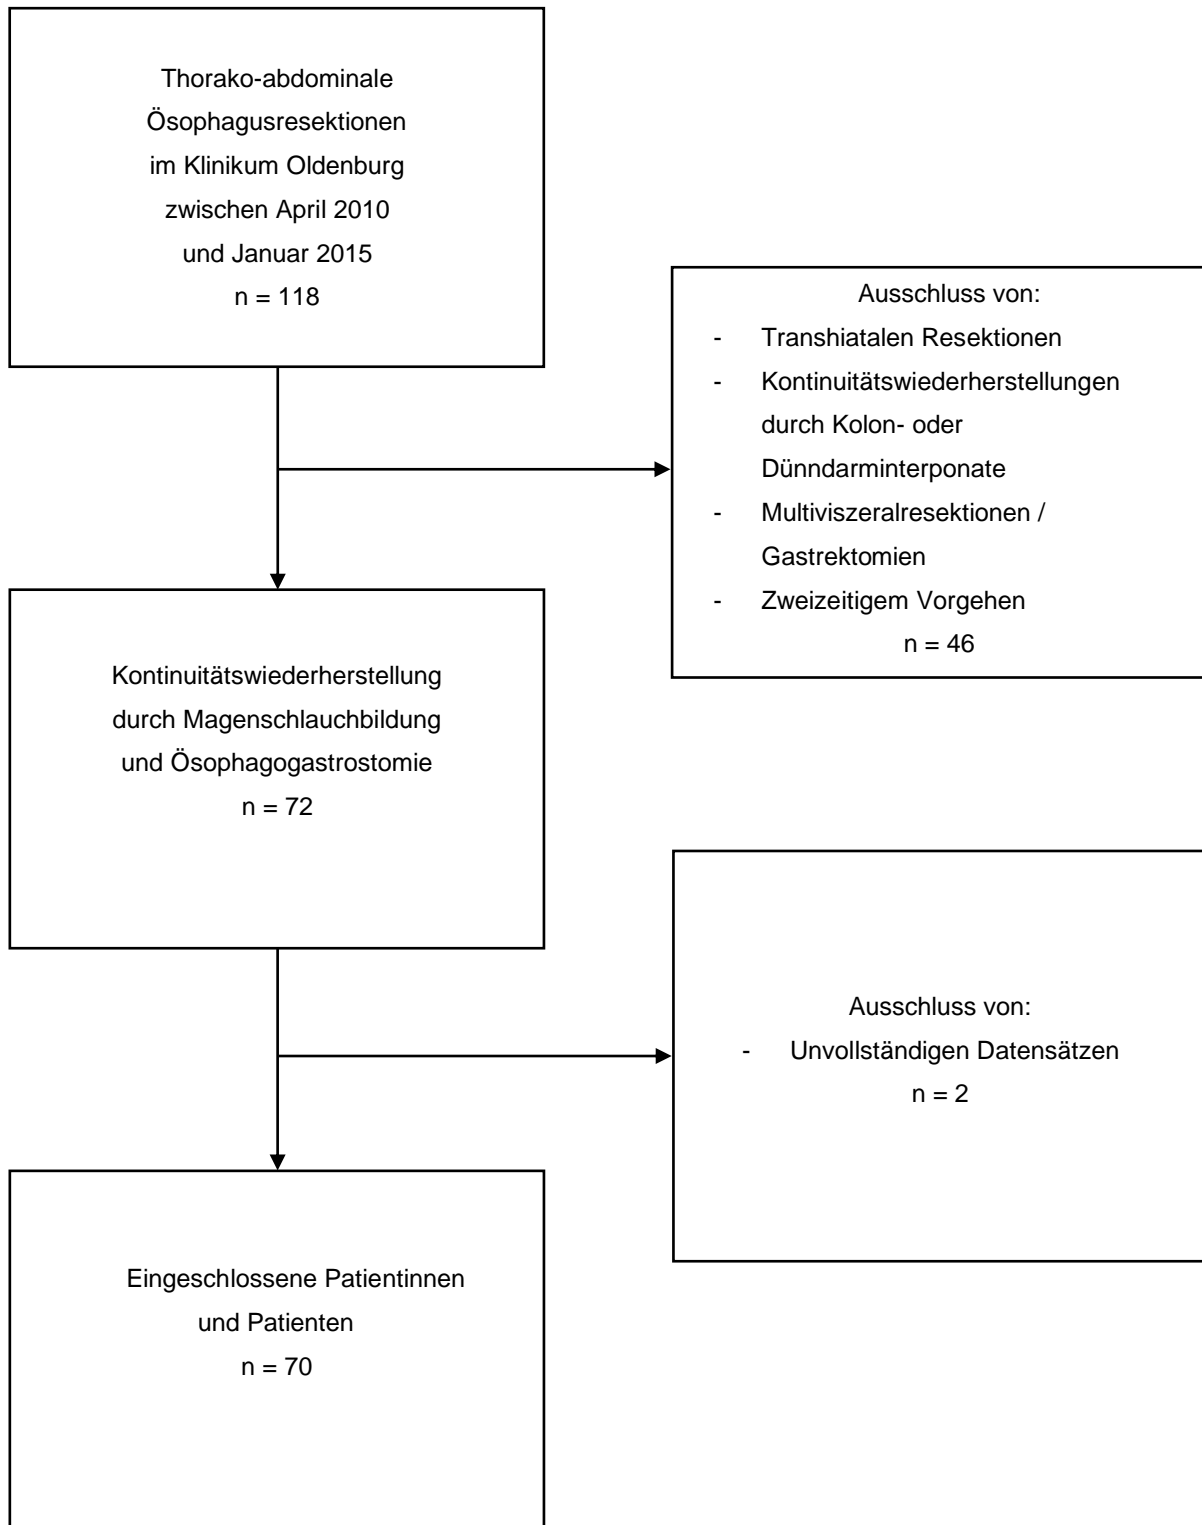 Thorako-abdominale
Ösophagusresektionen
im Klinikum Oldenburg
zwischen April 2010
und Januar 2015
n = 118
Ausschluss von:
- Transhiatalen Resektionen
- Kontinuitätswiederherstellungen
durch Kolon- oder
Dünndarminterponate
- Multiviszeralresektionen /
Gastrektomien
- Zweizeitigem Vorgehen
n = 46
Kontinuitätswiederherstellung
durch Magenschlauchbildung
und Ösophagogastrostomie
n = 72
Ausschluss von:
- Unvollständigen Datensätzen
n = 2
Eingeschlossene Patientinnen
und Patienten
n = 70